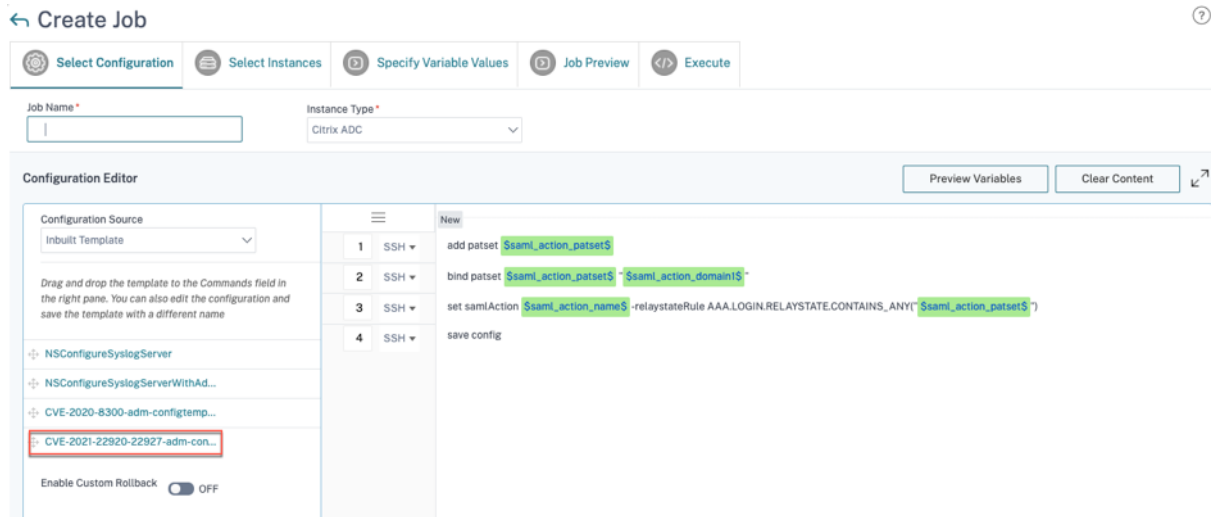 Create Job
?
Select Configuration
Select Instances
Specify Variable Values
Job Preview
Execute
Job Name*
Instance Type*
Citrix ADC
Configuration Editor
Preview Variables
Clear Content
Configuration Source
Inbuilt Template
Drag and drop the template to the Commands field in
the right pane. You can also edit the configuration and
save the template with a different name
NSConfigureSyslogServer
NSConfigureSyslogServerWithAd...
CVE-2020-8300-adm-configtemp...
CVE-2021-22920-22927-adm-con...
Enable Custom Rollback OFF
New
1 SSH add patset $saml_action_patset$
2 SSH bind patset $saml_action_patset$ "$saml_action_domain1$"
3 SSH set samlAction $saml_action_name$ -relaystateRule AAA.LOGIN.RELAYSTATE.CONTAINS_ANY("$saml_action_patset$")
4 SSH save config